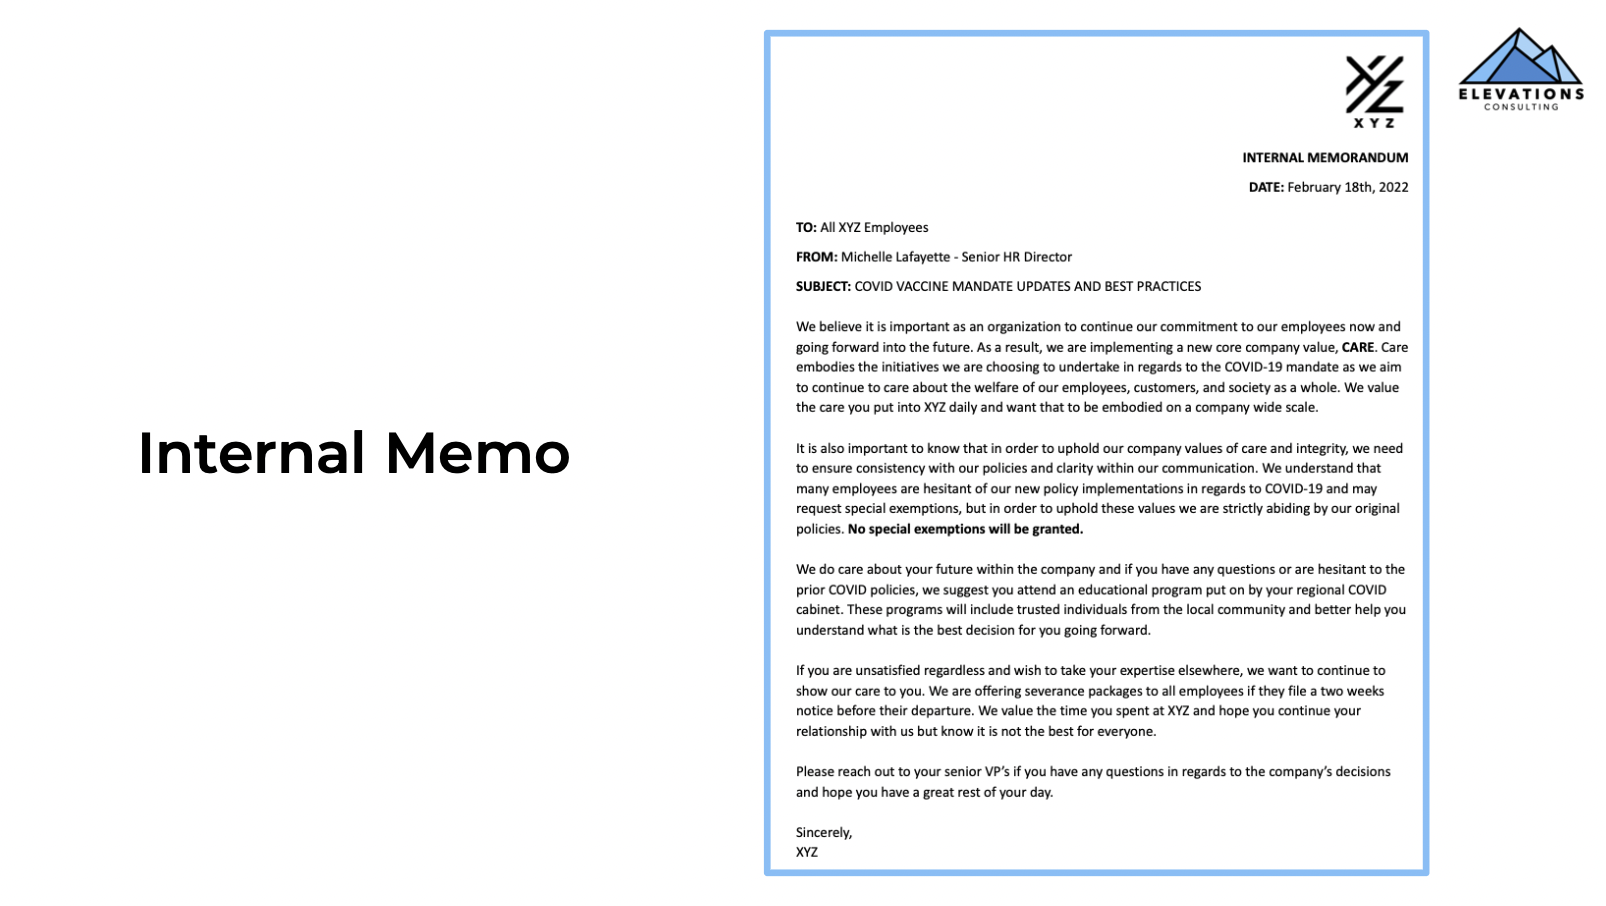 Internal Memo
XYZ
INTERNAL MEMORANDUM
DATE: February 18th, 2022
TO: All XYZ Employees
FROM: Michelle Lafayette - Senior HR Director
SUBJECT: COVID VACCINE MANDATE UPDATES AND BEST PRACTICES
We believe it is important as an organization to continue our commitment to our employees now and
going forward into the future. As a result, we are implementing a new core company value, CARE. Care
embodies the initiatives we are choosing to undertake in regards to the COVID-19 mandate as we aim
to continue to care about the welfare of our employees, customers, and society as a whole. We value
the care you put into XYZ daily and want that to be embodied on a company wide scale.
It is also important to know that in order to uphold our company values of care and integrity, we need
to ensure consistency with our policies and clarity within our communication. We understand that
many employees are hesitant of our new policy implementations in regards to COVID-19 and may
request special exemptions, but in order to uphold these values we are strictly abiding by our original
policies. No special exemptions will be granted.
We do care about your future within the company and if you have any questions or are hesitant to the
prior COVID policies, we suggest you attend an educational program put on by your regional COVID
cabinet. These programs will include trusted individuals from the local community and better help you
understand what is the best decision for you going forward.
If you are unsatisfied regardless and wish to take your expertise elsewhere, we want to continue to
show our care to you. We are offering severance packages to all employees if they file a two weeks
notice before their departure. We value the time you spent at XYZ and hope you continue your
relationship with us but know it is not the best for everyone.
Please reach out to your senior VP’s if you have any questions in regards to the company’s decisions
and hope you have a great rest of your day.
Sincerely,
XYZ
ELEVATIONS
CONSULTING